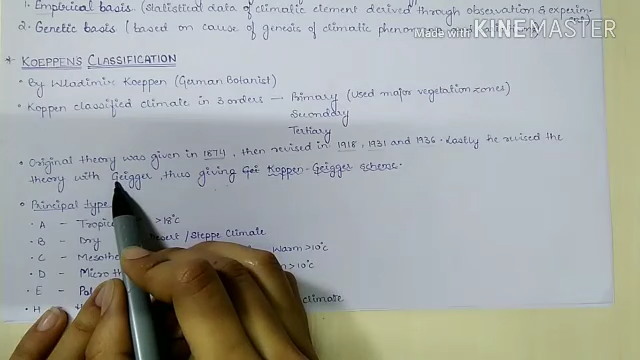 1. Empirical basis. (Statistical data of climatic element derived through observation & experim-
2. Genetic basis (based on cause of genesis of climatic phenomena
Made with KINEMASTER
* KOEPPENS CLASSIFICATION
• By Wladimir Koeppen (German Botanist)
• Koppen classified climate in 3 orders — Primary (Used major vegetation zones)
Secondary
Tertiary
• Original theory was given in 1874, then revised in 1918, 1931 and 1936. Lastly he revised the
theory with Geigger, thus giving Gei Koppen-Geigger scheme.
• Principal type
• A — Tropic >18°C
• B — Dry Desert / Steppe Climate
• C — Mesothe Warm >10°C
• D — Micro th >10°C
• E — Pol
• H — climate